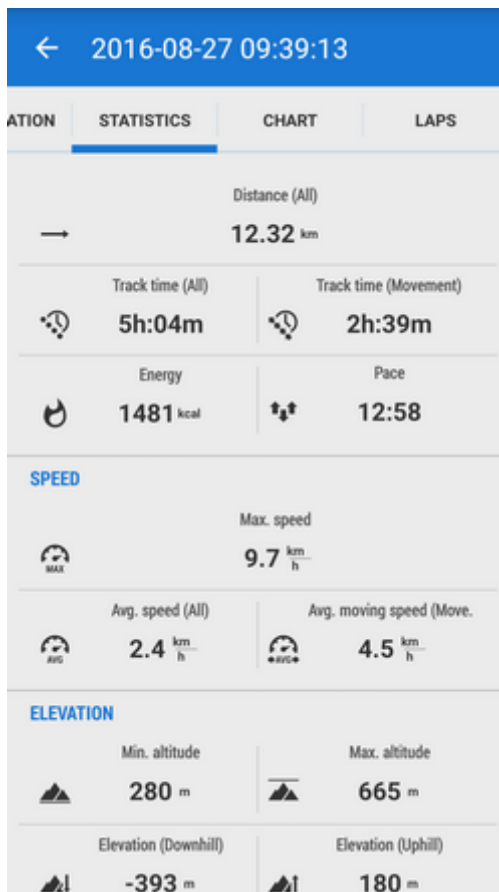 2016-08-27 09:39:13
ATION STATISTICS CHART LAPS
Distance (All)
12.32 km
Track time (All) Track time (Movement)
5h:04m 2h:39m
Energy Pace
1481 kcal 12:58
SPEED
Max. speed
MAX 9.7 km/h
Avg. speed (All) Avg. moving speed (Move.
AVG 2.4 km/h AVG 4.5 km/h
ELEVATION
Min. altitude Max. altitude
280 m 665 m
Elevation (Downhill) Elevation (Uphill)
-393 m 180 m